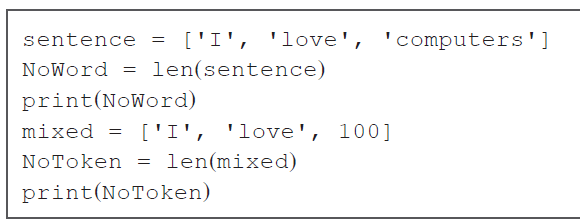 sentence = ['I', 'love', 'computers']
NoWord = len(sentence)
print(NoWord)
mixed = ['I', 'love', 100]
NoToken = len(mixed)
print(NoToken)